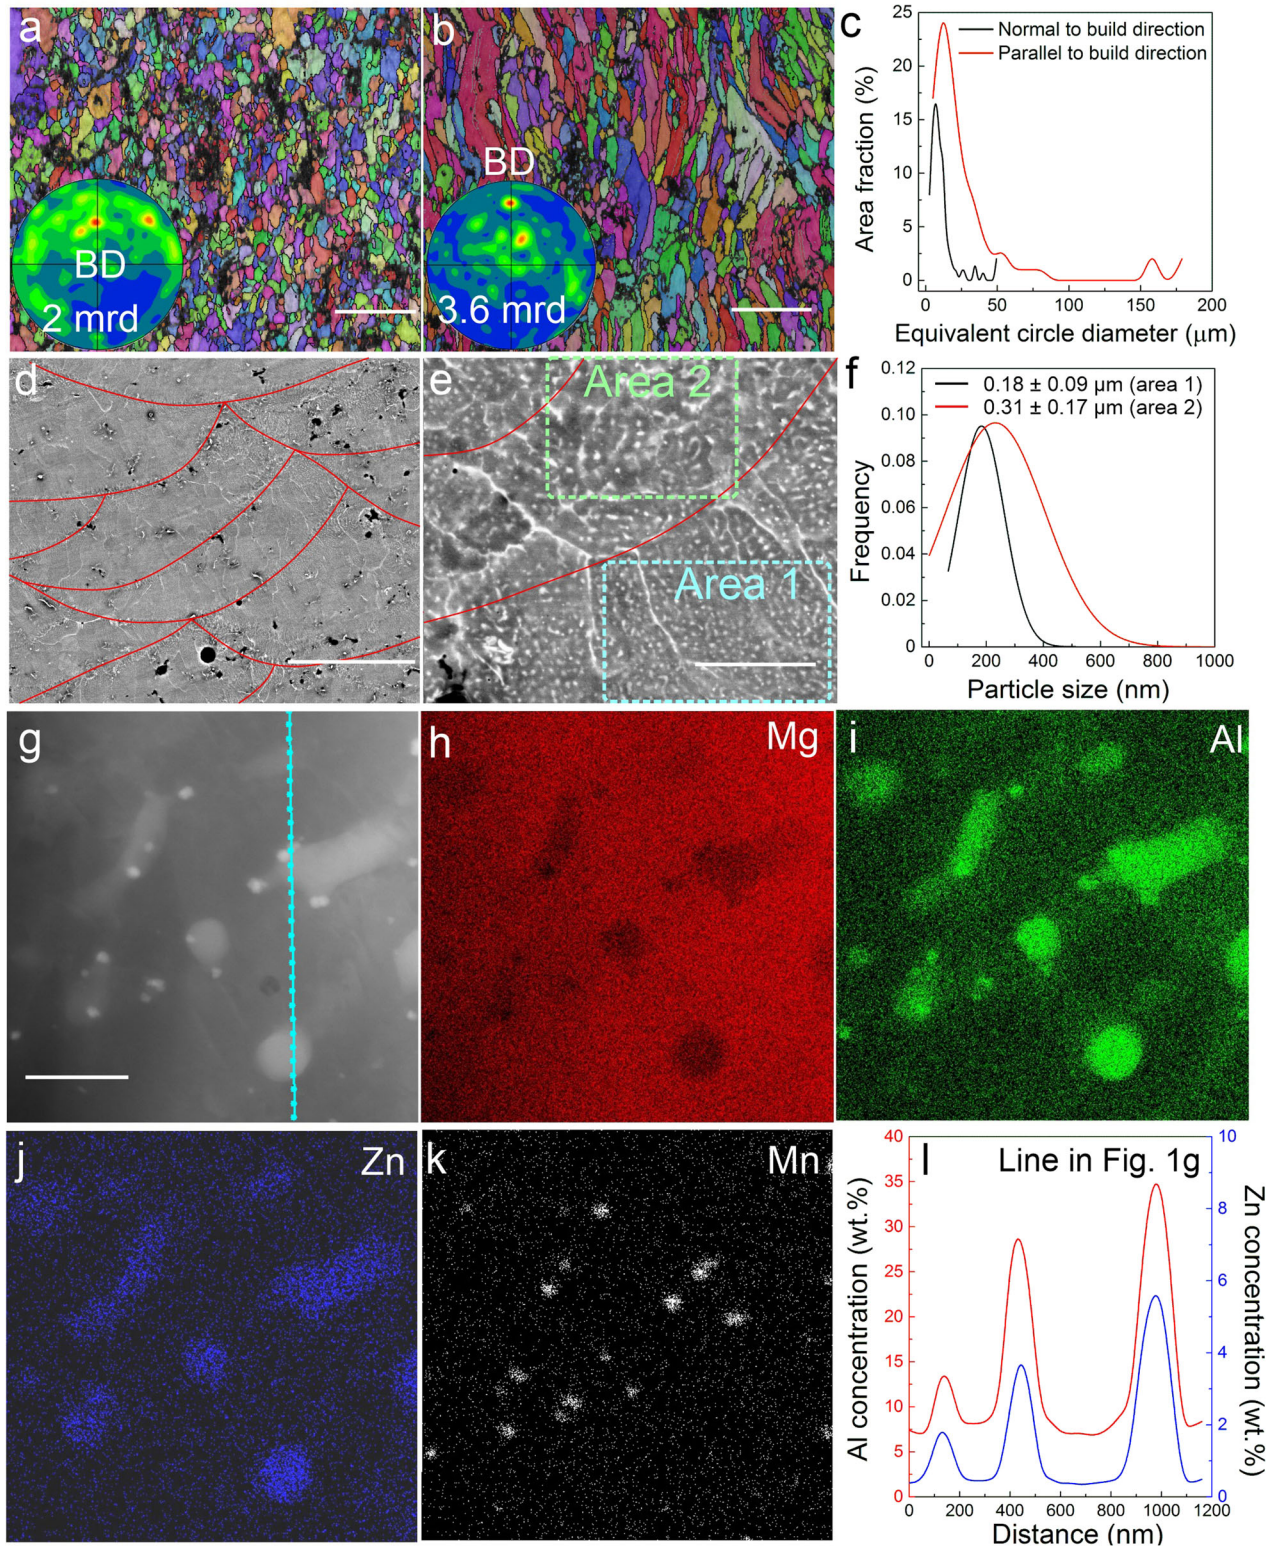 a
BD
2 mrd
b
BD
3.6 mrd
c
Normal to build direction
Parallel to build direction
Area fraction (%)
25
20
15
10
5
0
0 50 100 150 200
Equivalent circle diameter (μm)
d
e
Area 2
Area 1
f
0.18 ± 0.09 μm (area 1)
0.31 ± 0.17 μm (area 2)
Frequency
0.12
0.10
0.08
0.06
0.04
0.02
0
0 200 400 600 800 1000
Particle size (nm)
g
h
Mg
i
Al
j
Zn
k
Mn
l
Line in Fig. 1g
Al concentration (wt.%)
40
35
30
25
20
15
10
5
0
10
8
6
4
2
0
Zn concentration (wt.%)
0 200 400 600 800 1000 1200
Distance (nm)